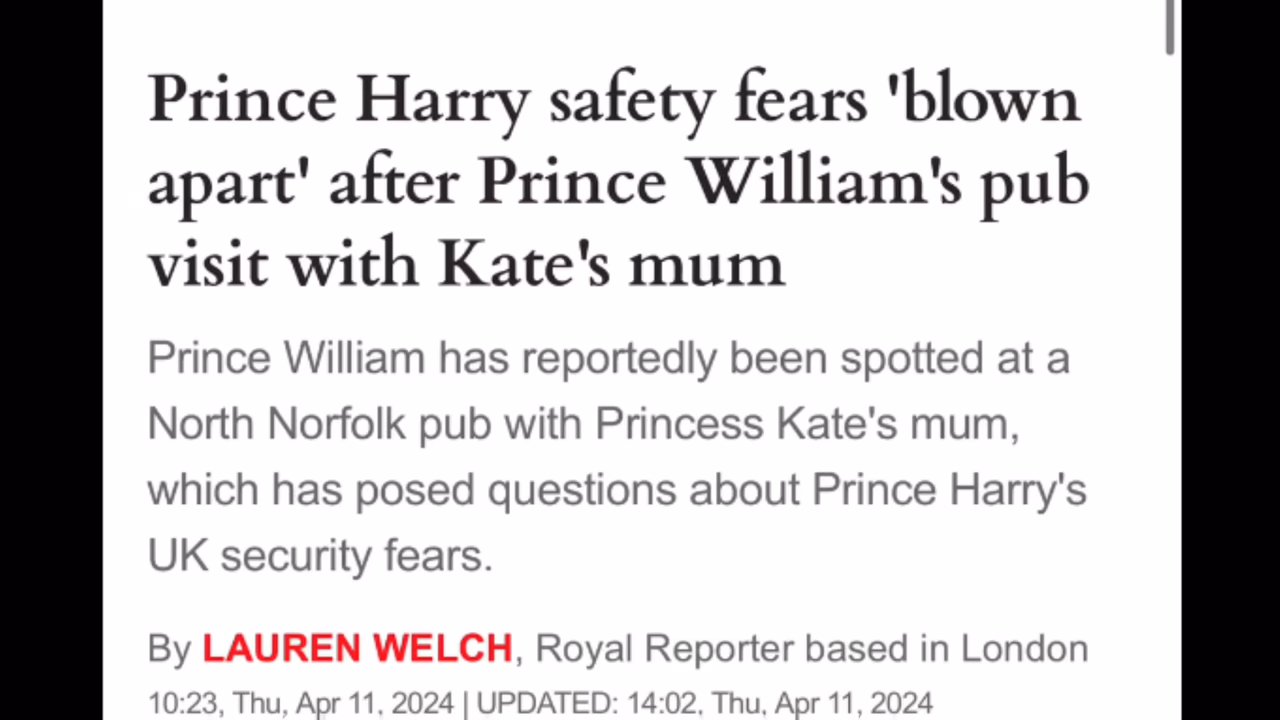 Prince Harry safety fears 'blown
apart' after Prince William's pub
visit with Kate's mum
Prince William has reportedly been spotted at a
North Norfolk pub with Princess Kate's mum,
which has posed questions about Prince Harry's
UK security fears.
By LAUREN WELCH, Royal Reporter based in London
10:23, Thu, Apr 11, 2024 | UPDATED: 14:02, Thu, Apr 11, 2024